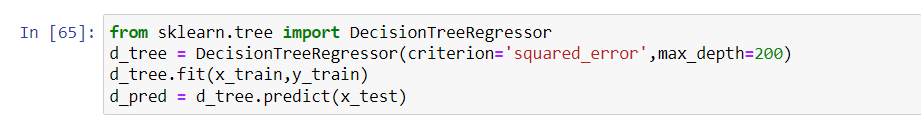 In [65]: from sklearn.tree import DecisionTreeRegressor
d_tree = DecisionTreeRegressor(criterion='squared_error',max_depth=200)
d_tree.fit(x_train,y_train)
d_pred = d_tree.predict(x_test)